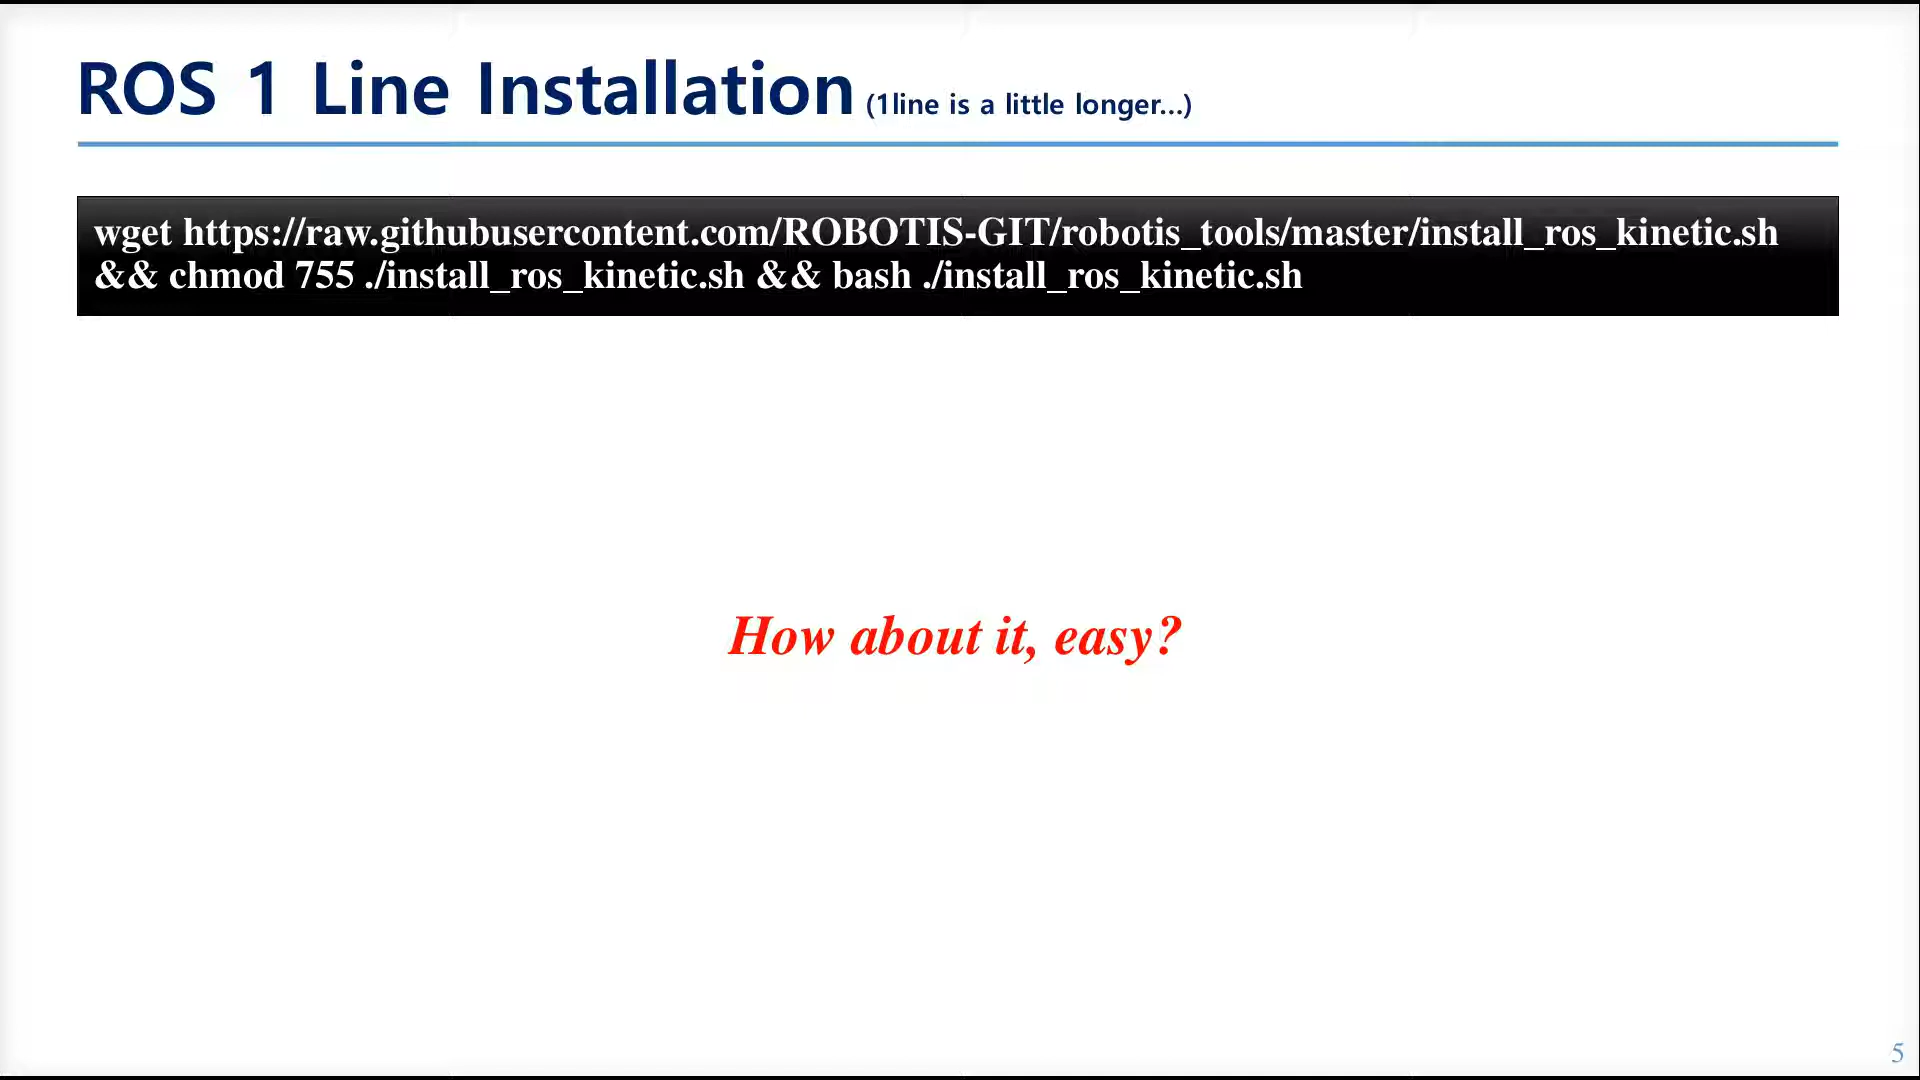 ROS 1 Line Installation (1line is a little longer...)
wget https://raw.githubusercontent.com/ROBOTIS-GIT/robotis_tools/master/install_ros_kinetic.sh
&& chmod 755 ./install_ros_kinetic.sh && bash ./install_ros_kinetic.sh
How about it, easy?
5